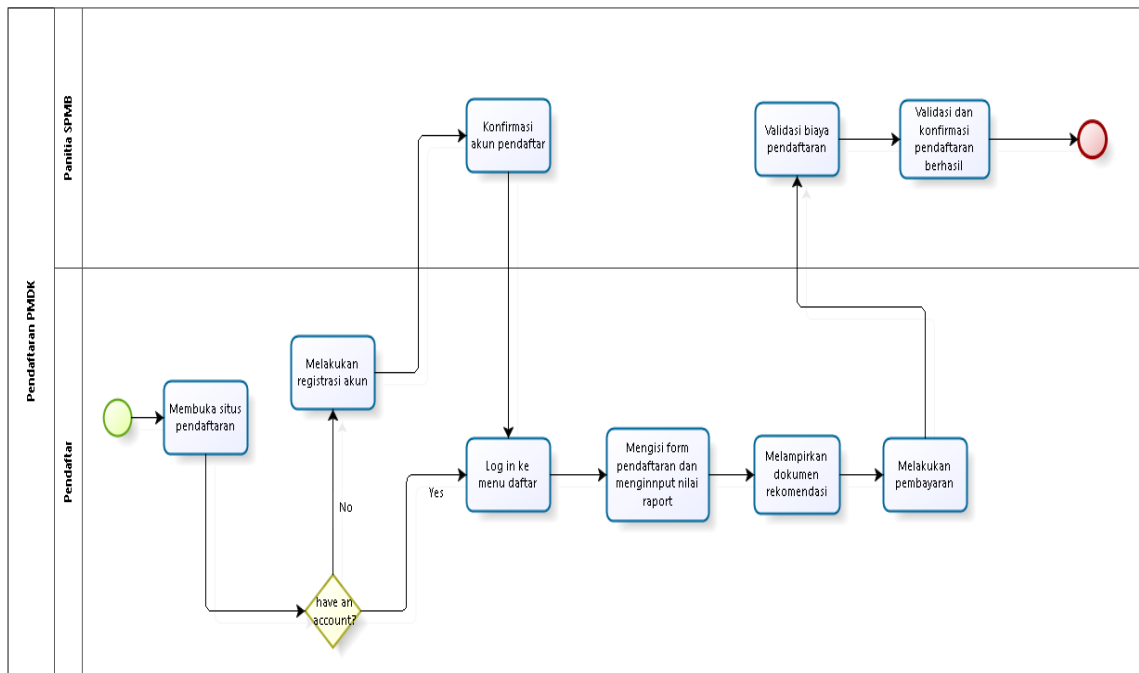 Pendaftaran PMDK
Panitia SPMB
Konfirmasi
akun pendaftar
Validasi biaya
pendaftaran
Validasi dan
konfirmasi
pendaftaran
berhasil
Pendaftar
Membuka situs
pendaftaran
Melakukan
registrasi akun
No
have an
account?
Yes
Log in ke
menu daftar
Mengisi form
pendaftaran dan
menginnput nilai
raport
Melampirkan
dokumen
rekomendasi
Melakukan
pembayaran